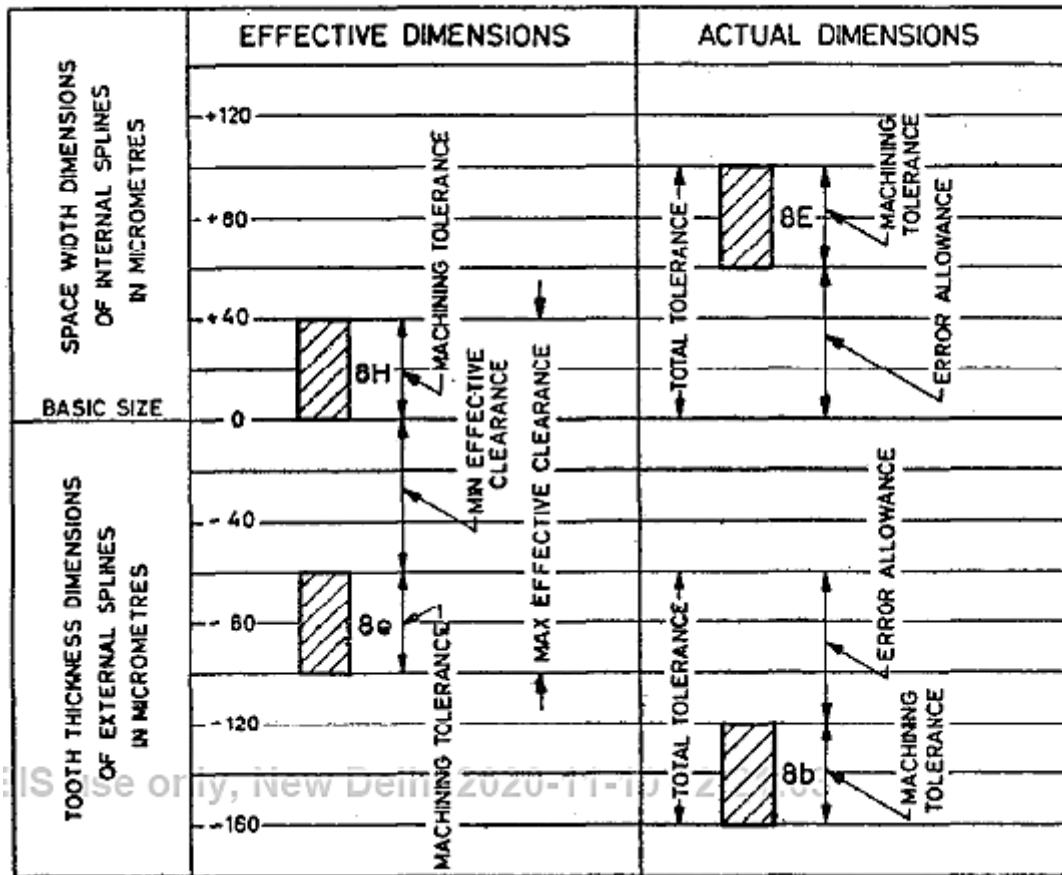 EFFECTIVE DIMENSIONS
ACTUAL DIMENSIONS
SPACE WIDTH DIMENSIONS
OF INTERNAL SPLINES
IN MICROMETRES
BASIC SIZE
TOOTH THICKNESS DIMENSIONS
OF EXTERNAL SPLINES
IN MICROMETRES
+120
+80
+40
0
-40
-80
-120
-160
8H
MACHINING TOLERANCE
MIN EFFECTIVE
CLEARANCE
MAX EFFECTIVE CLEARANCE
8e
MACHINING TOLERANCE
TOTAL TOLERANCE
8E
MACHINING
TOLERANCE
ERROR ALLOWANCE
TOTAL TOLERANCE
ERROR ALLOWANCE
8b
MACHINING
TOLERANCE
use only, New Delhi 2020-11-1